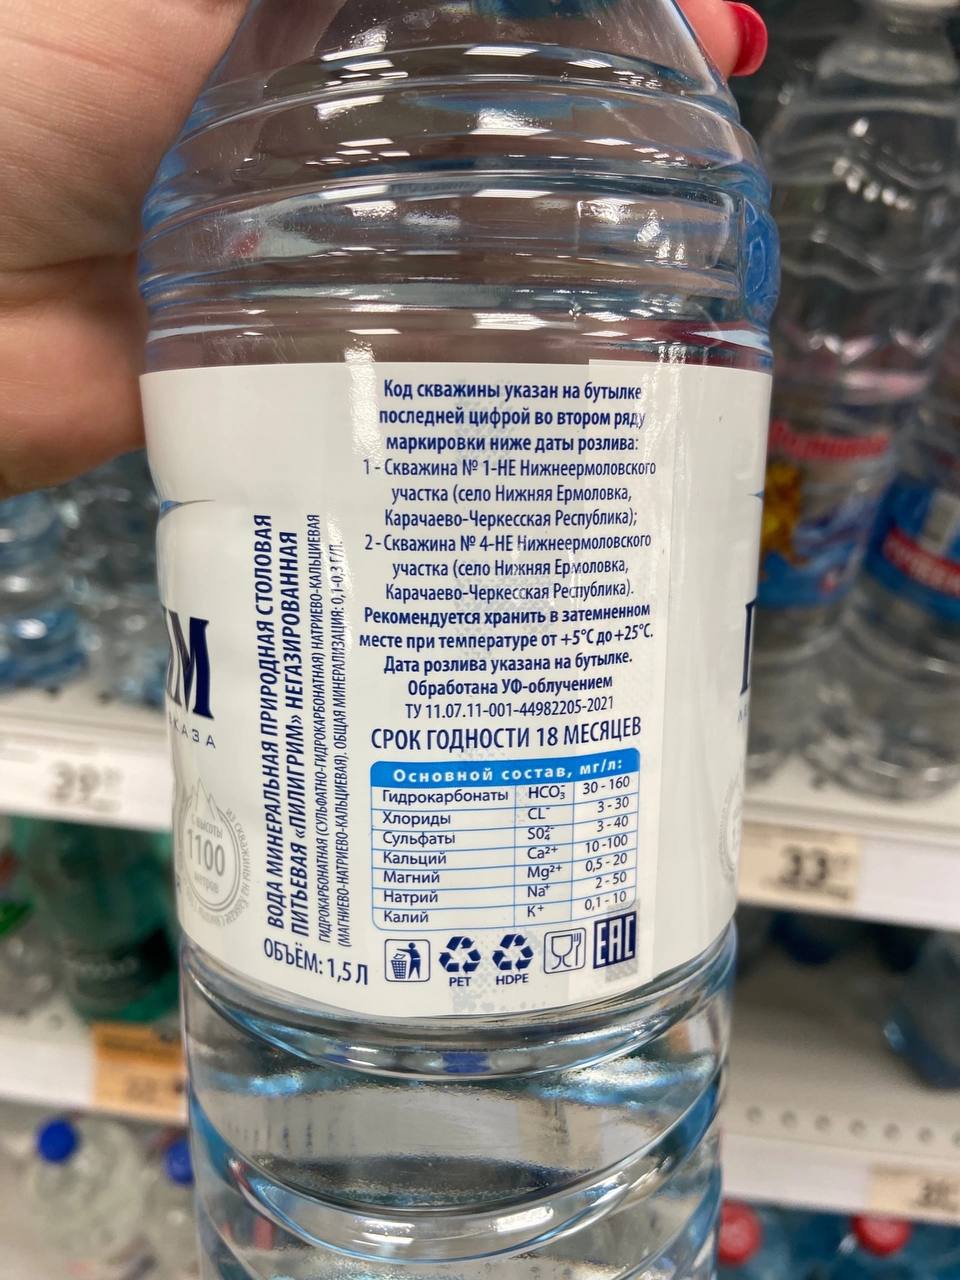 Код скважины указан на бутылке
последней цифрой во втором ряду
маркировки ниже даты розлива:
1 - Скважина № 1-НЕ Нижнеермоловского
участка (село Нижняя Ермоловка,
Карачаево-Черкесская Республика);
2 - Скважина № 4-НЕ Нижнеермоловского
участка (село Нижняя Ермоловка,
Карачаево-Черкесская Республика).
Рекомендуется хранить в затемненном
месте при температуре от +5°С до +25°С.
Дата розлива указана на бутылке.
Обработана УФ-облучением
ТУ 11.07.11-001-44982205-2021
СРОК ГОДНОСТИ 18 МЕСЯЦЕВ
Основной состав, мг/л:
Гидрокарбонаты HCO₃⁻ 30 - 160
Хлориды CL⁻ 3 - 30
Сульфаты SO₄²⁻ 3 - 40
Кальций Ca²⁺ 10 -100
Магний Mg²⁺ 0,5 - 20
Натрий Na⁺ 2 - 50
Калий K⁺ 0,1 - 10
PET
HDPE
EAC
ВОДА МИНЕРАЛЬНАЯ ПРИРОДНАЯ СТОЛОВАЯ
ПИТЬЕВАЯ «ПИЛИГРИМ» НЕГАЗИРОВАННАЯ
ГИДРОКАРБОНАТНАЯ (СУЛЬФАТНО-ГИДРОКАРБОНАТНАЯ) НАТРИЕВО-КАЛЬЦИЕВАЯ
(МАГНИЕВО-НАТРИЕВО-КАЛЬЦИЕВАЯ). ОБЩАЯ МИНЕРАЛИЗАЦИЯ: 0,1-0,3 Г/Л.
ОБЪЁМ: 1,5 Л
С ВЫСОТЫ
1100
МЕТРОВ
39
33